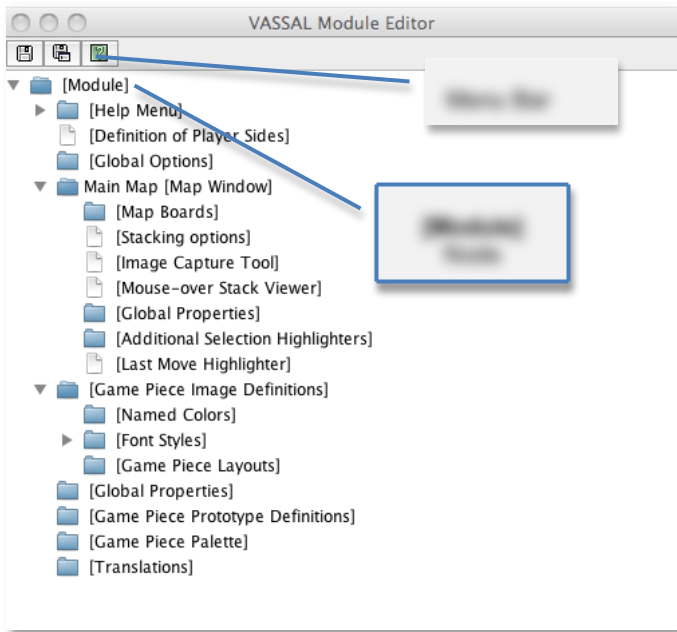 VASSAL Module Editor
[Module]
[Help Menu]
[Definition of Player Sides]
[Global Options]
Main Map [Map Window]
[Map Boards]
[Stacking options]
[Image Capture Tool]
[Mouse-over Stack Viewer]
[Global Properties]
[Additional Selection Highlighters]
[Last Move Highlighter]
[Game Piece Image Definitions]
[Named Colors]
[Font Styles]
[Game Piece Layouts]
[Global Properties]
[Game Piece Prototype Definitions]
[Game Piece Palette]
[Translations]